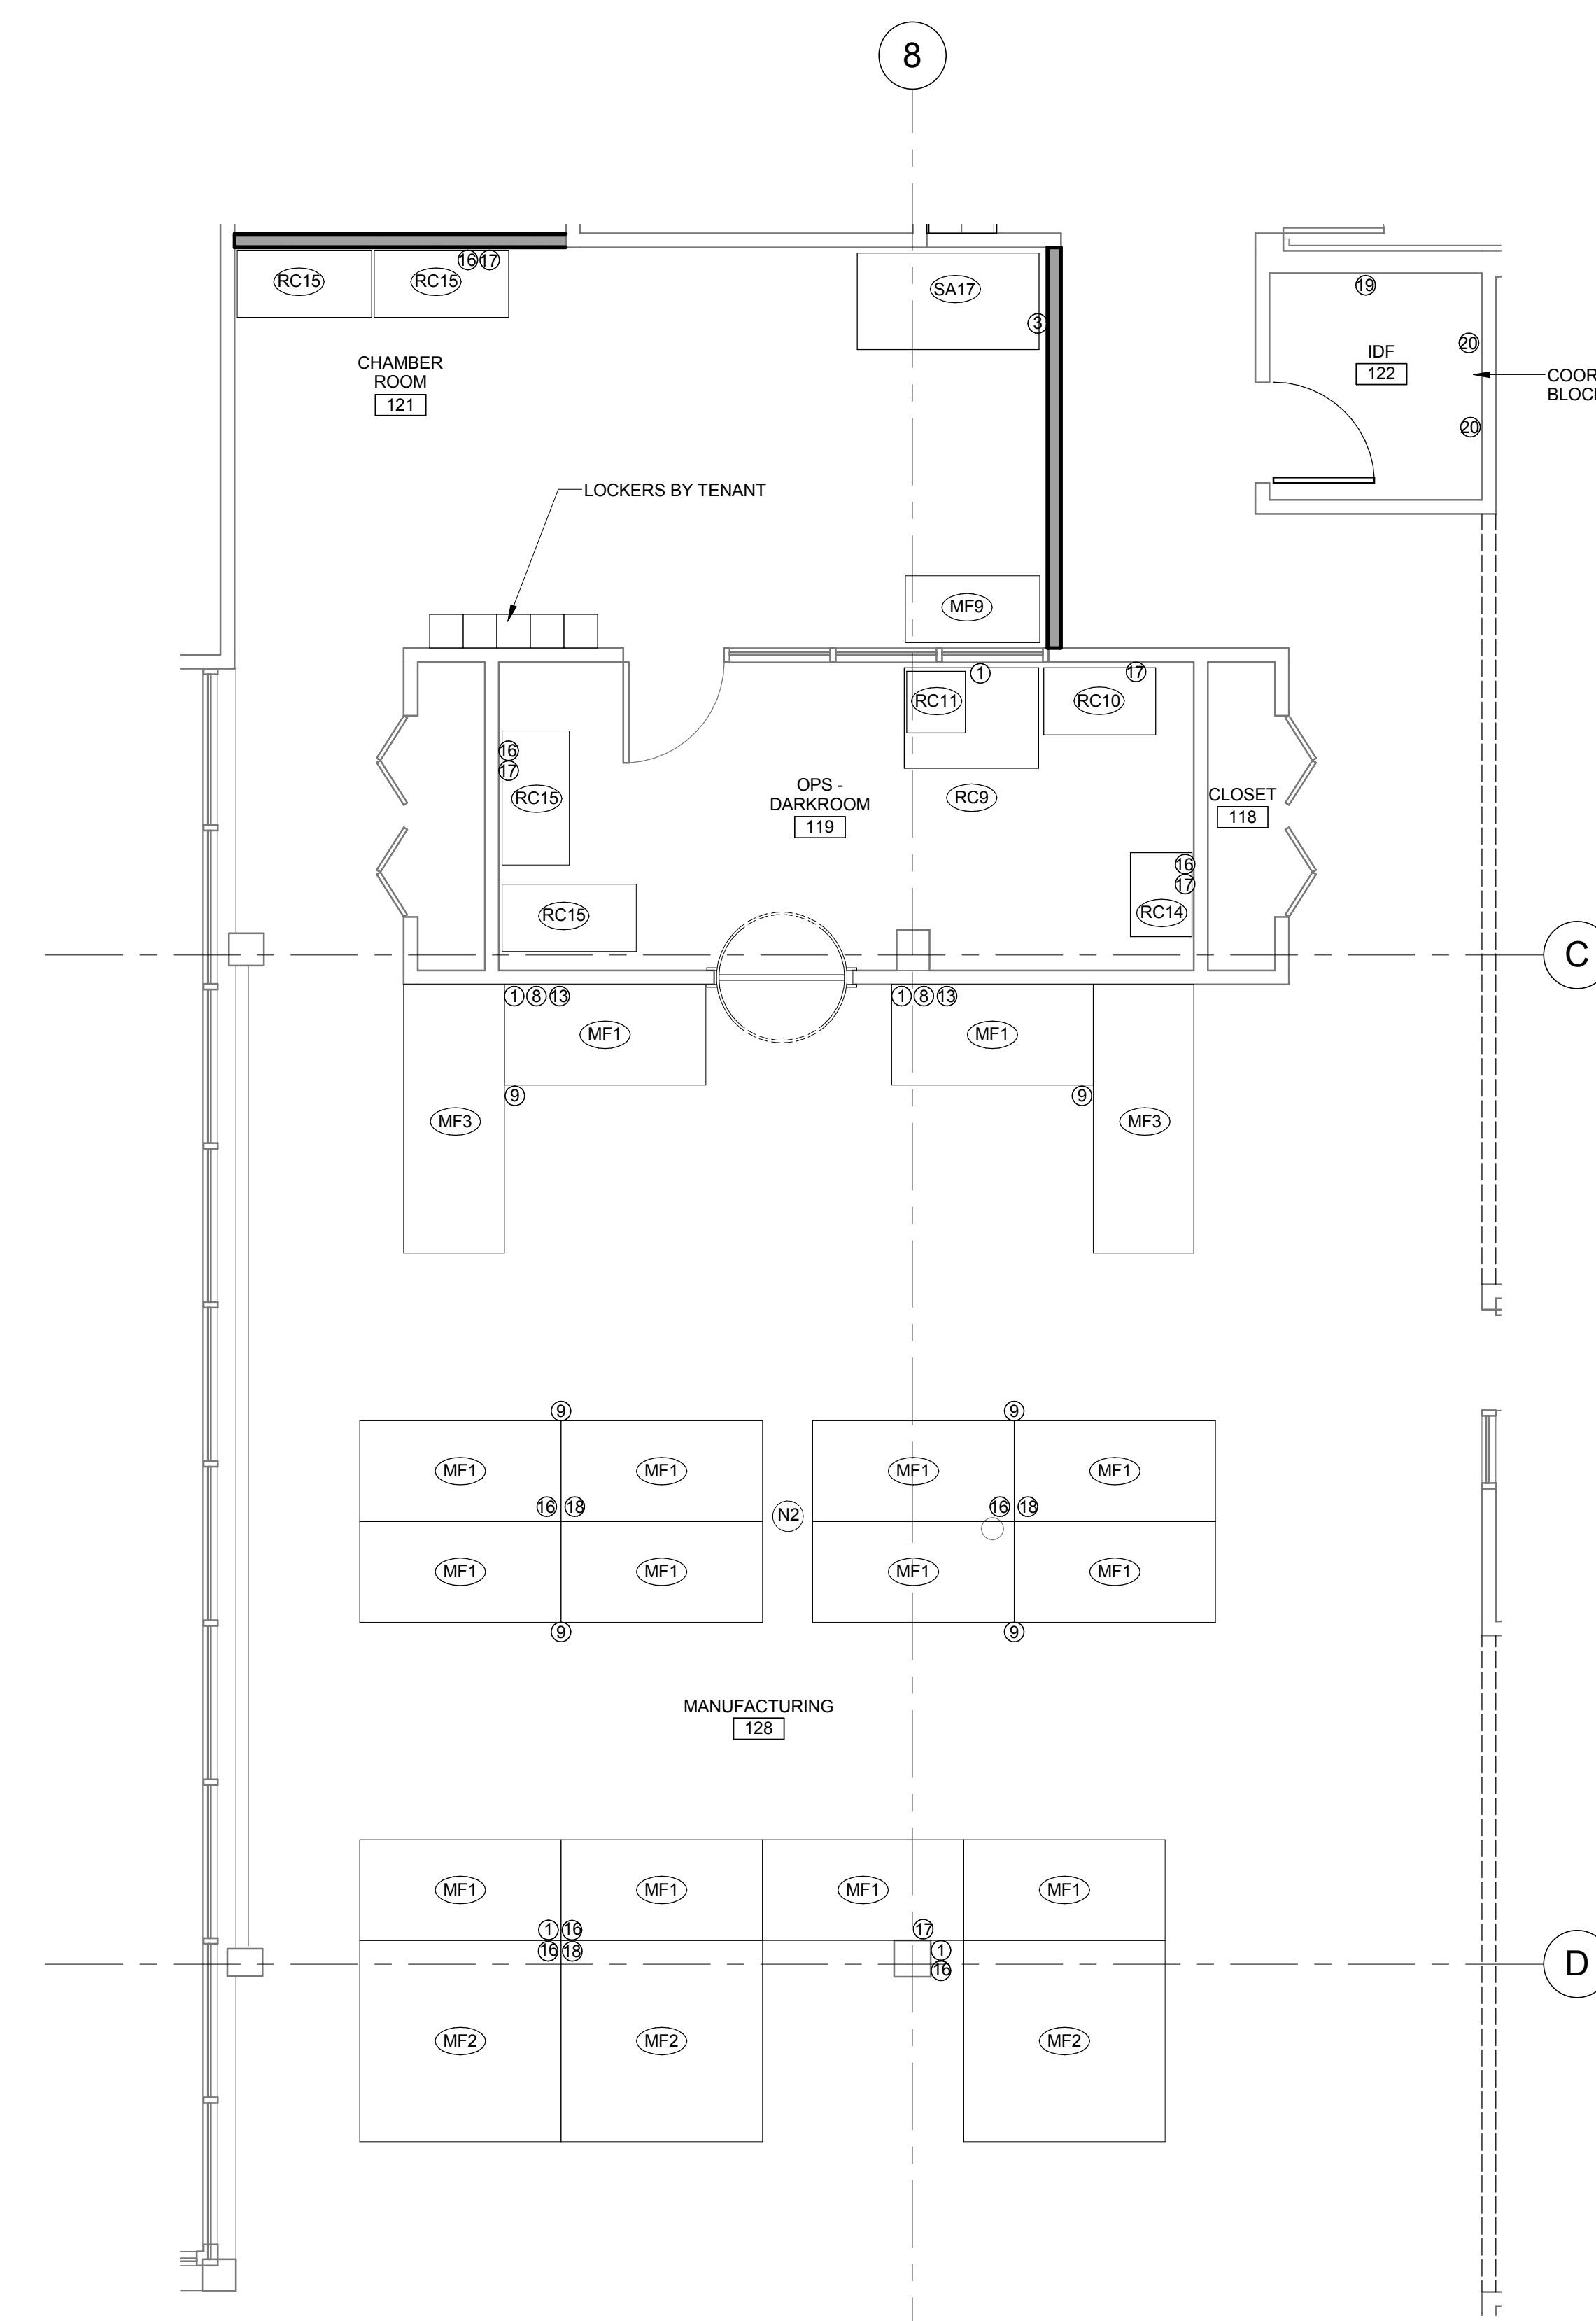 8
RC15
RC15
16
17
SA17
3
19
20
20
IDF
122
CHAMBER
ROOM
121
COOR
BLOC
LOCKERS BY TENANT
MF9
1
17
RC11
RC10
16
17
RC15
OPS -
DARKROOM
119
RC9
CLOSET
118
16
17
RC14
RC15
C
1
8
13
MF1
9
MF3
1
8
13
MF1
9
MF3
9
9
MF1
MF1
MF1
MF1
16
18
N2
16
18
MF1
MF1
MF1
MF1
9
9
MANUFACTURING
128
MF1
MF1
MF1
MF1
1
16
16
18
17
1
16
D
MF2
MF2
MF2